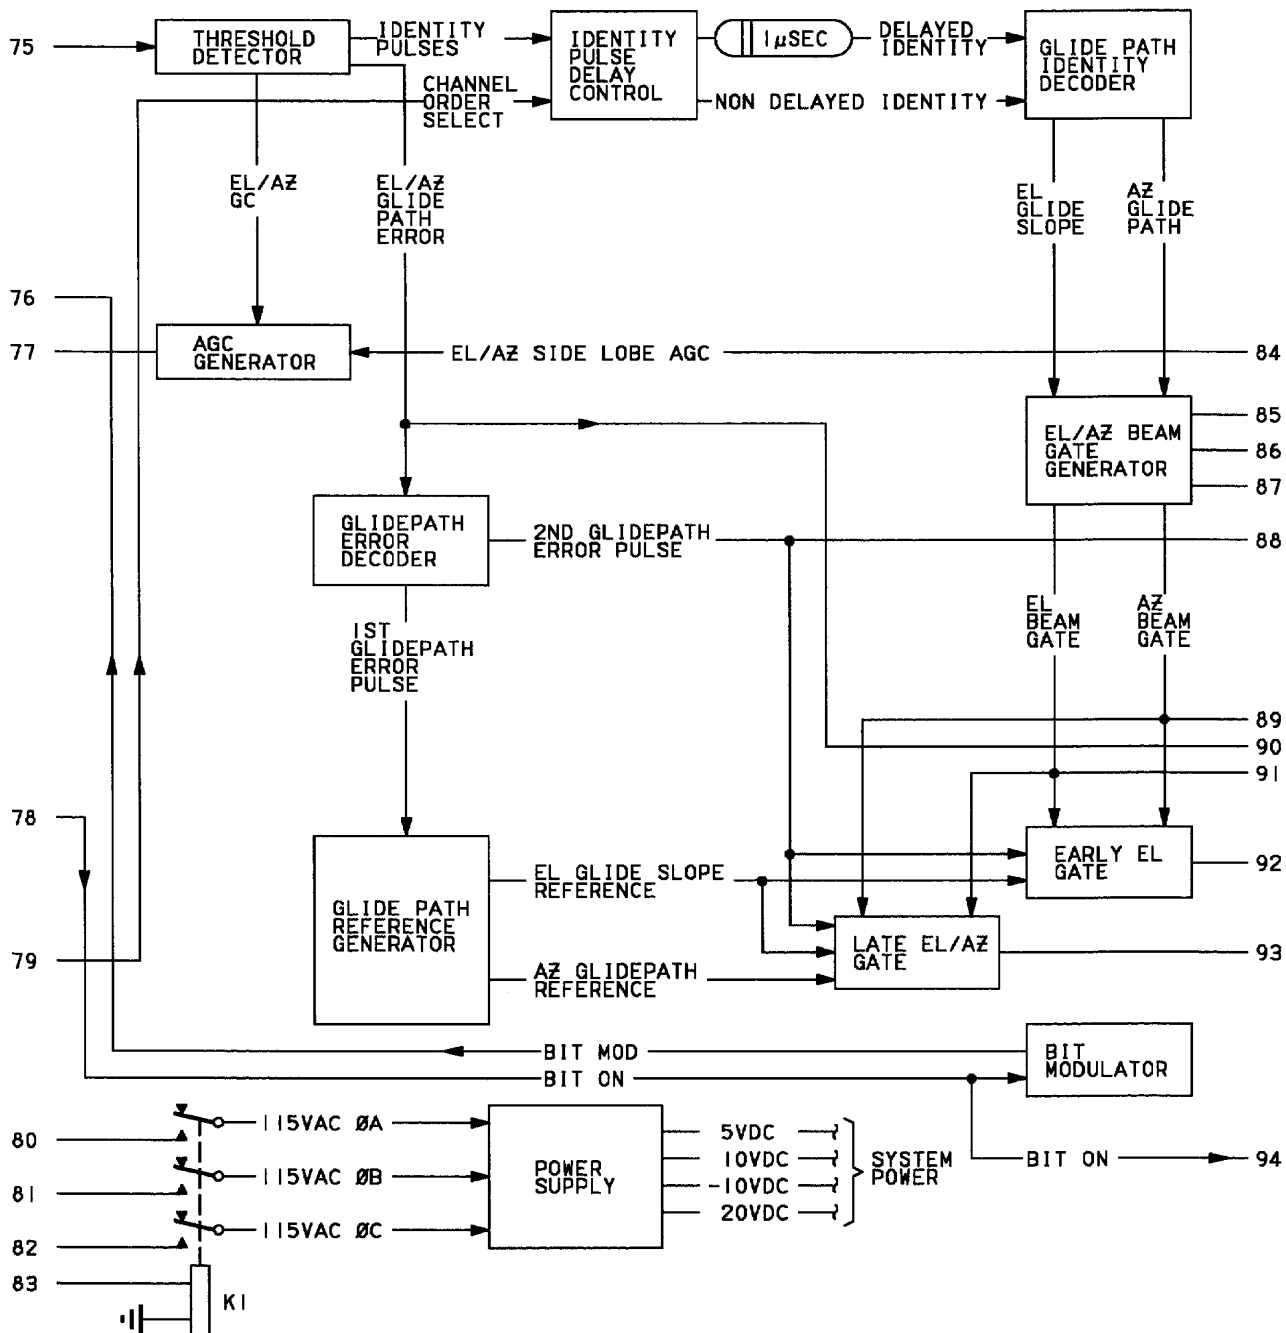 75
THRESHOLD
DETECTOR
IDENTITY
PULSES
IDENTITY
PULSE
DELAY
CONTROL
1µSEC
DELAYED
IDENTITY
GLIDE PATH
IDENTITY
DECODER
CHANNEL
ORDER
SELECT
NON DELAYED IDENTITY
EL/AZ
GC
EL/AZ
GLIDE
PATH
ERROR
EL
GLIDE
SLOPE
AZ
GLIDE
PATH
76
77
AGC
GENERATOR
EL/AZ SIDE LOBE AGC
84
EL/AZ BEAM
GATE
GENERATOR
85
86
87
GLIDEPATH
ERROR
DECODER
2ND GLIDEPATH
ERROR PULSE
88
1ST
GLIDEPATH
ERROR
PULSE
EL
BEAM
GATE
AZ
BEAM
GATE
89
90
91
78
EARLY EL
GATE
92
GLIDE PATH
REFERENCE
GENERATOR
EL GLIDE SLOPE
REFERENCE
LATE EL/AZ
GATE
93
79
AZ GLIDEPATH
REFERENCE
BIT MOD
BIT ON
BIT
MODULATOR
80
115VAC ØA
81
115VAC ØB
82
115VAC ØC
83
K1
POWER
SUPPLY
5VDC
10VDC
-10VDC
20VDC
SYSTEM
POWER
BIT ON
94